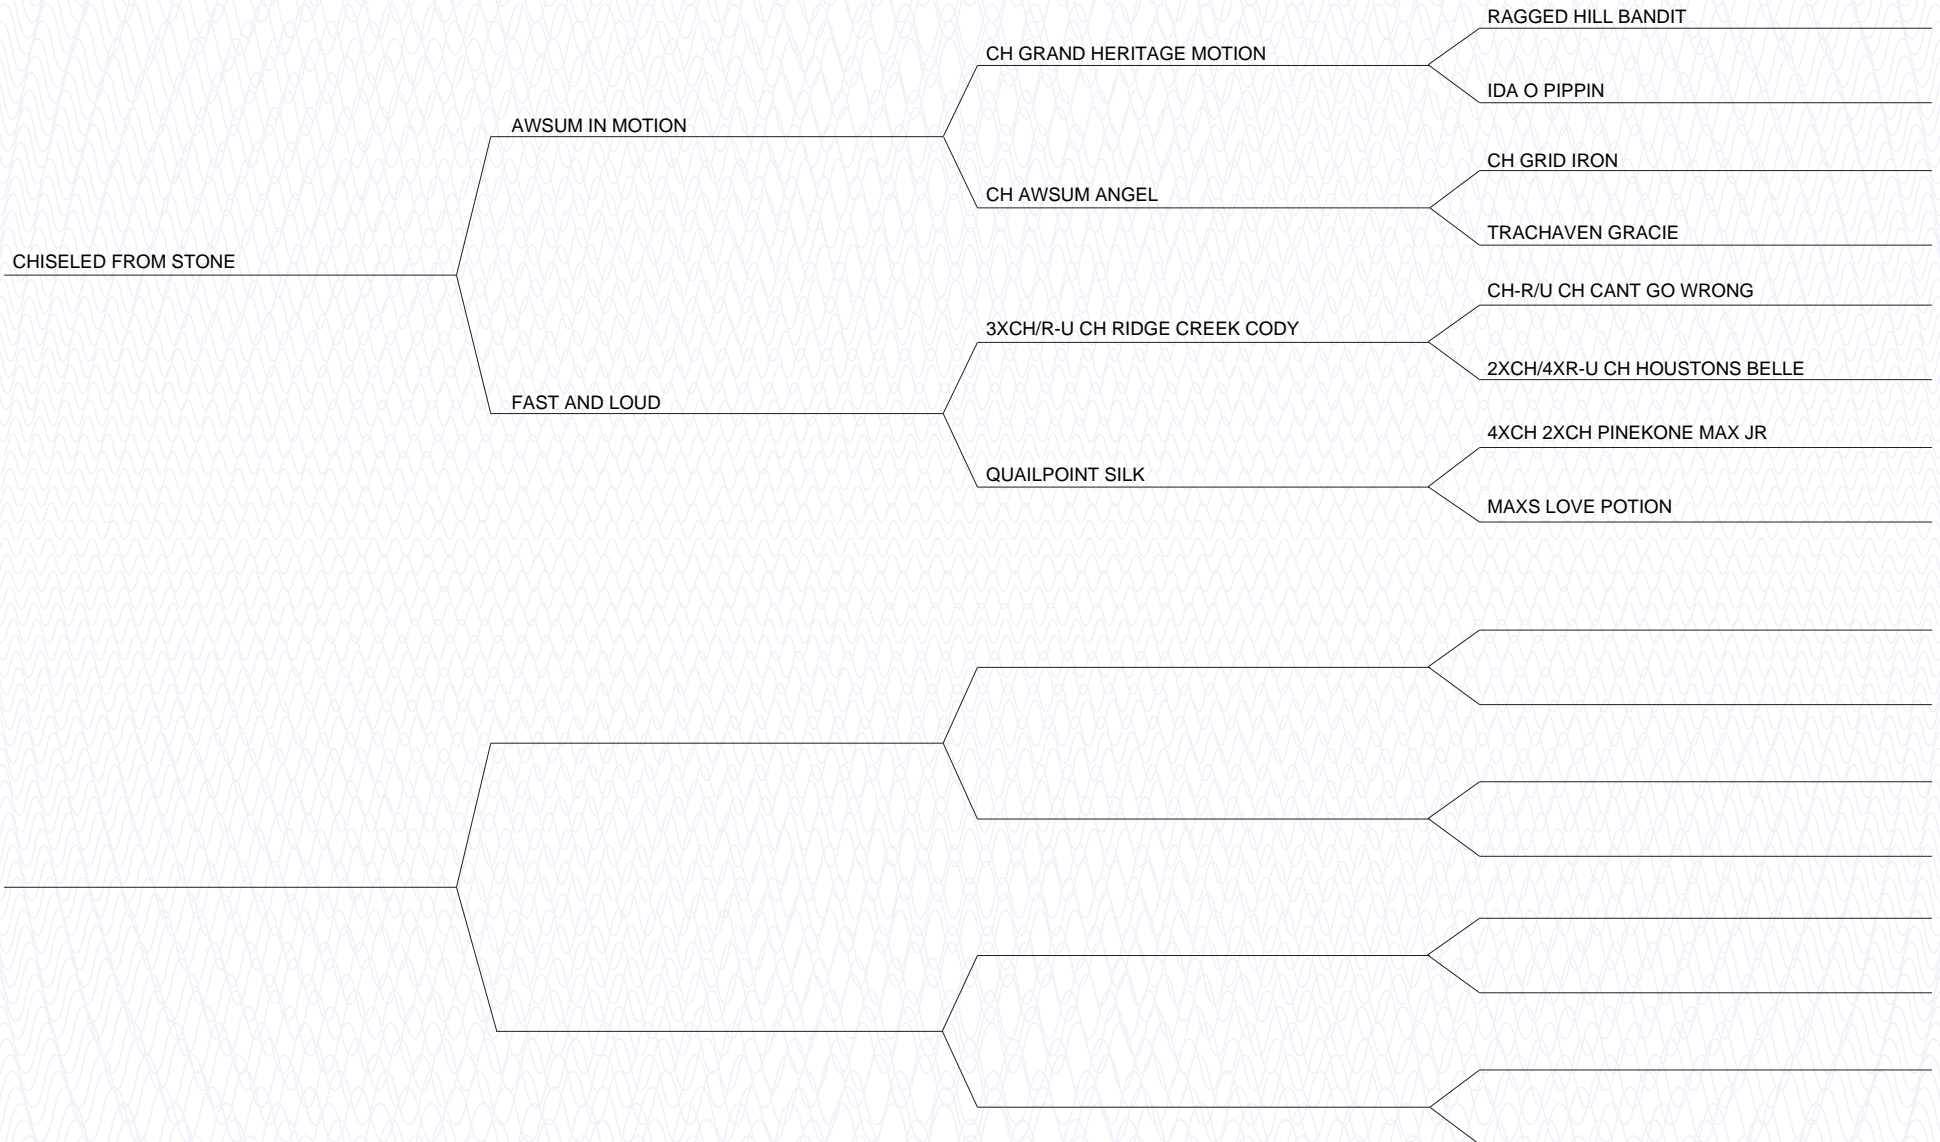 RAGGED HILL BANDIT
CH GRAND HERITAGE MOTION
IDA O PIPPIN
AWSUM IN MOTION
CH GRID IRON
CH AWSUM ANGEL
TRACHAVEN GRACIE
CHISELED FROM STONE
CH-R/U CH CANT GO WRONG
3XCH/R-U CH RIDGE CREEK CODY
2XCH/4XR-U CH HOUSTONS BELLE
FAST AND LOUD
4XCH 2XCH PINEKONE MAX JR
QUAILPOINT SILK
MAXS LOVE POTION